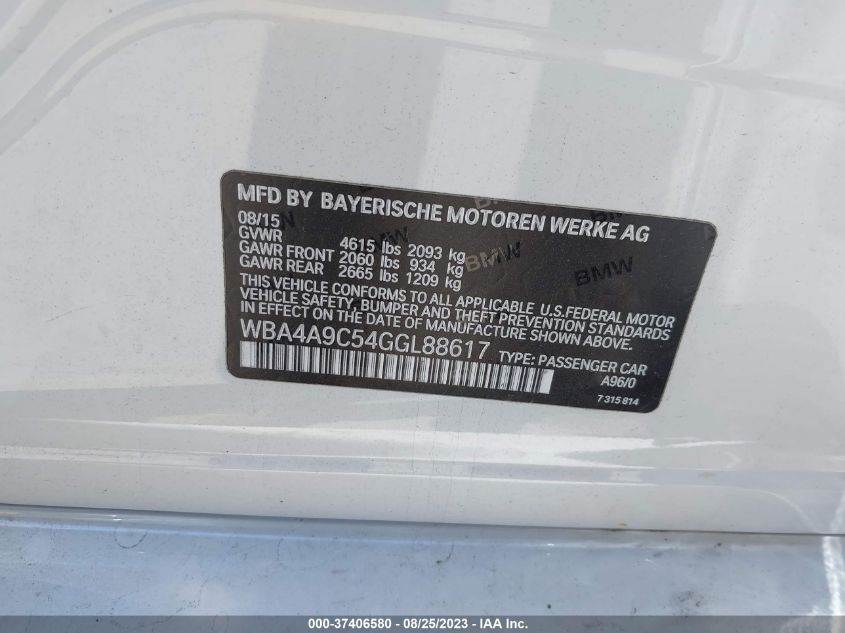 MFD BY BAYERISCHE MOTOREN WERKE AG
08/15
GVWR 4615 lbs 2093 kg
GAWR FRONT 2060 lbs 934 kg
GAWR REAR 2665 lbs 1209 kg
THIS VEHICLE CONFORMS TO ALL APPLICABLE U.S. FEDERAL MOTOR
VEHICLE SAFETY, BUMPER AND THEFT PREVENTION STANDARDS
IN EFFECT ON THE DATE OF MANUFACTURE SHOWN ABOVE.
WBA4A9C54GGL88617 TYPE: PASSENGER CAR
A96/0
7 315 814
BMW
BMW
000-37406580 - 08/25/2023 - IAA Inc.